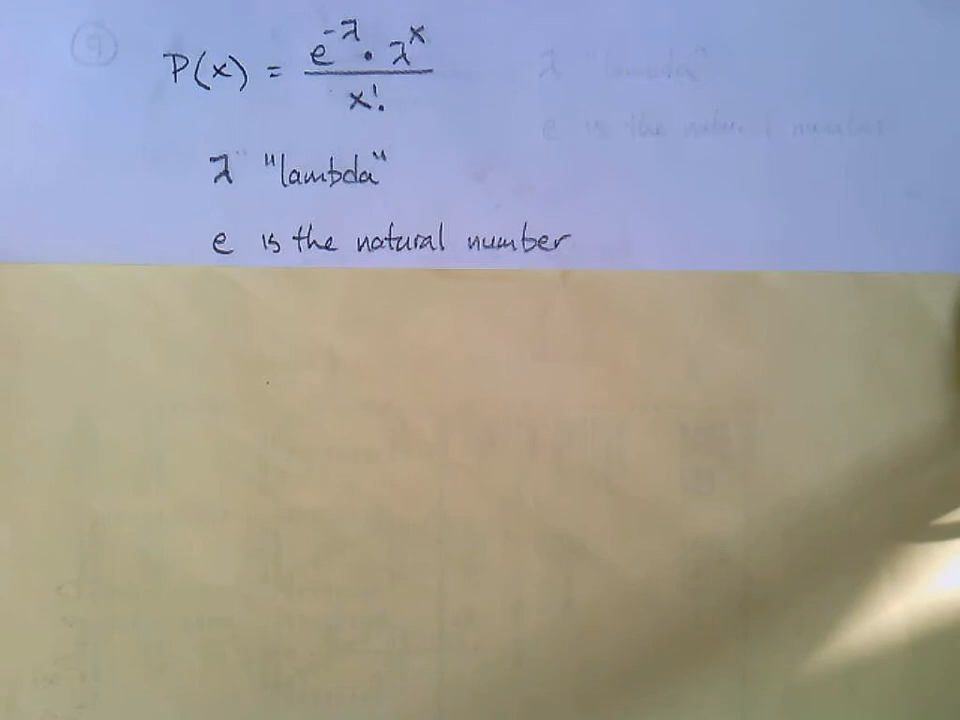 9
P(x) = e^-λ · λ^x / x!
λ "lambda"
e is the natural number